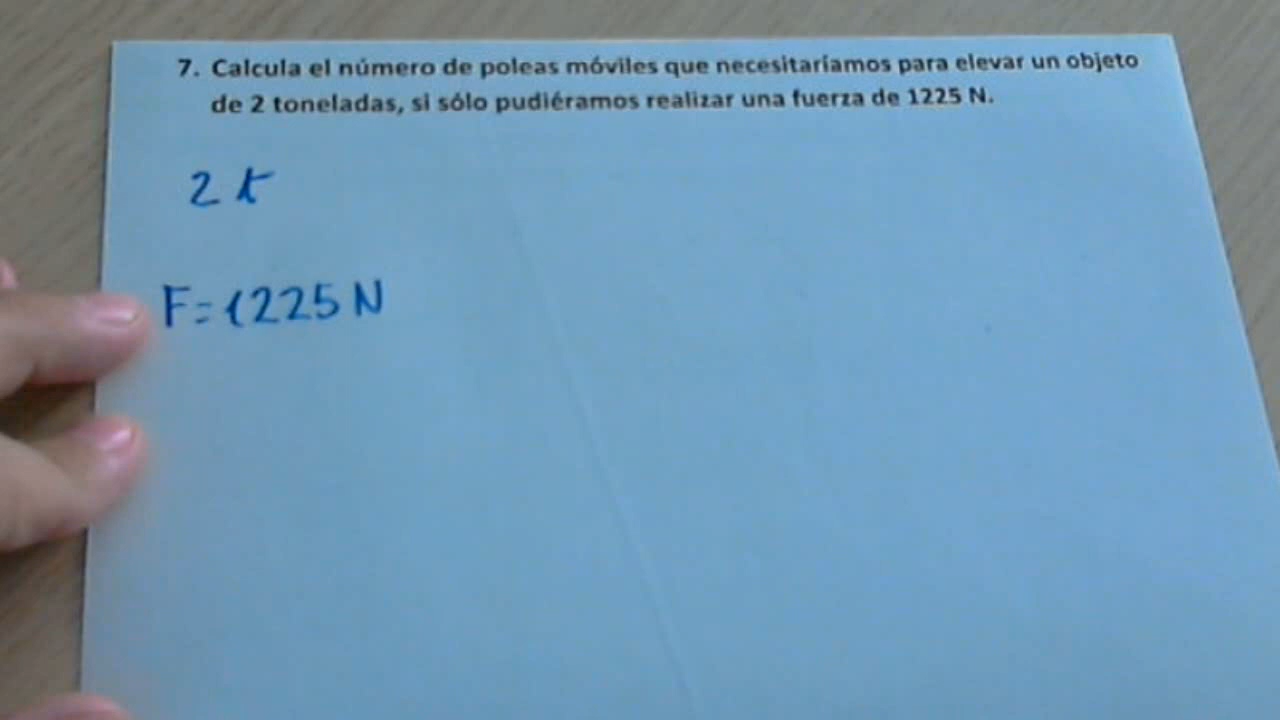 7. Calcula el número de poleas móviles que necesitaríamos para elevar un objeto
de 2 toneladas, si sólo pudiéramos realizar una fuerza de 1225 N.
2 t
F=1225 N